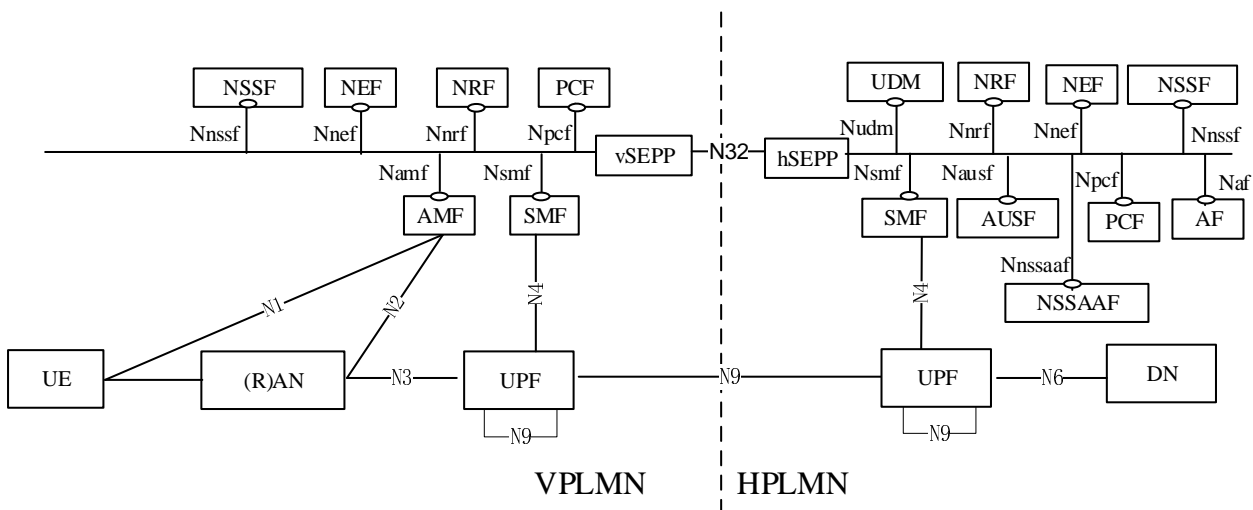 NSSF NEF NRF PCF UDM NRF NEF NSSF
Nnssf Nnef Nnrf Npcf Nudm Nnrf Nnef Nnssf
vSEPP N32 hSEPP
Namf Nsmf Nsmf Nausf Npcf Naf
AMF SMF SMF AUSF PCF AF
Nnssaaf
NSSAAF
N1 N2 N4 N4
UE (R)AN N3 UPF N9 UPF N6 DN
N9 N9
VPLMN HPLMN